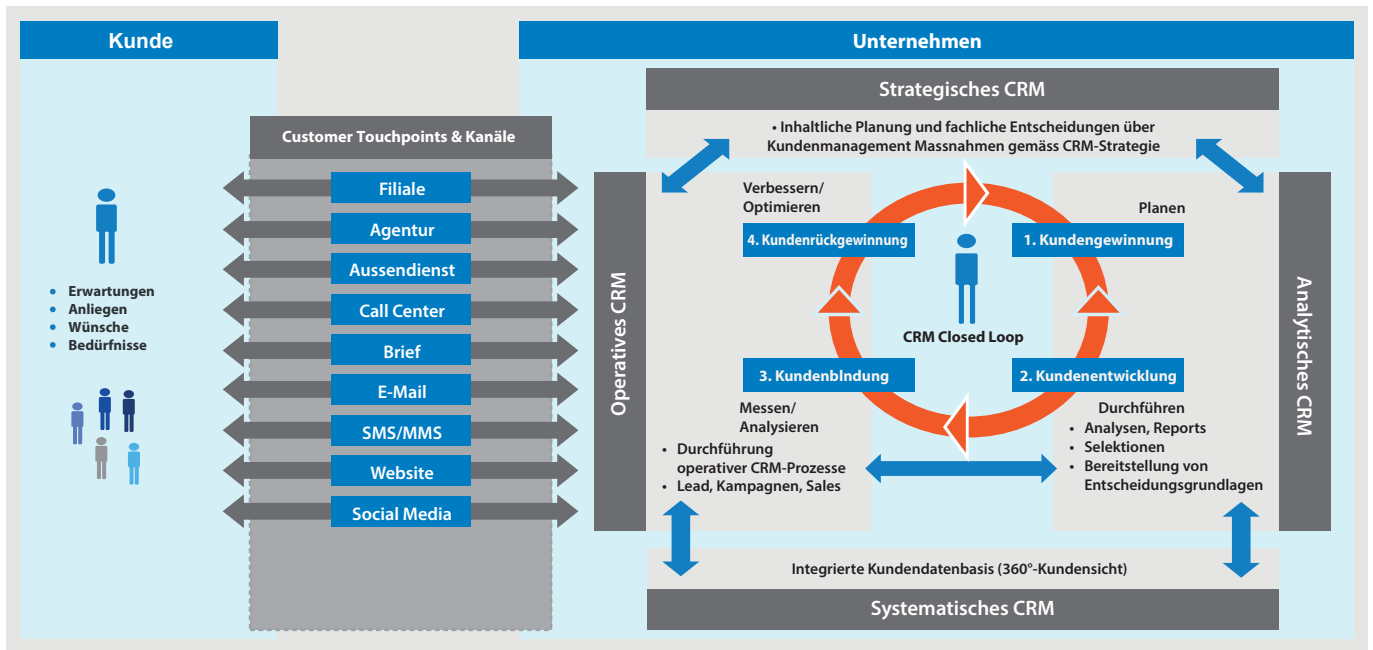 Kunde
Unternehmen
Strategisches CRM
• Inhaltliche Planung und fachliche Entscheidungen über
Kundenmanagement Massnahmen gemäss CRM-Strategie
Customer Touchpoints & Kanäle
Filiale
Agentur
Aussendienst
Call Center
Brief
E-Mail
SMS/MMS
Website
Social Media
• Erwartungen
• Anliegen
• Wünsche
• Bedürfnisse
Operatives CRM
Verbessern/
Optimieren
4. Kundenrückgewinnung
Planen
1. Kundengewinnung
CRM Closed Loop
3. Kundenblndung
Messen/
Analysieren
• Durchführung
operativer CRM-Prozesse
• Lead, Kampagnen, Sales
2. Kundenentwicklung
Durchführen
• Analysen, Reports
• Selektionen
• Bereitstellung von
Entscheidungsgrundlagen
Analytisches CRM
Integrierte Kundendatenbasis (360°-Kundensicht)
Systematisches CRM